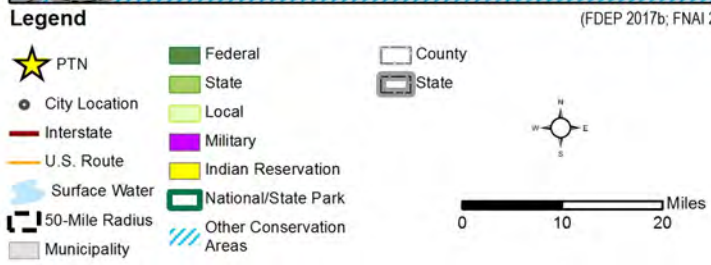 Legend
(FDEP 2017b; FNAI 2
PTN
City Location
Interstate
U.S. Route
Surface Water
50-Mile Radius
Municipality
Federal
State
Local
Military
Indian Reservation
National/State Park
Other Conservation
Areas
County
State
N
W E
S
Miles
0 10 20